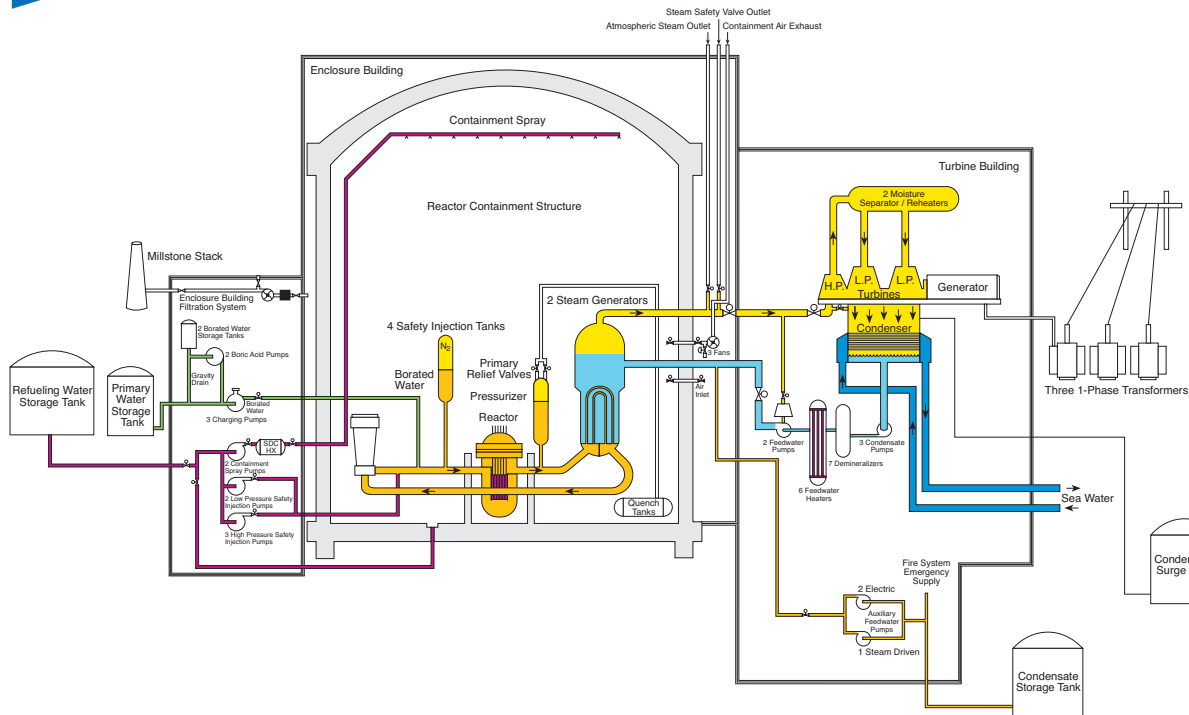 Steam Safety Valve Outlet
Atmospheric Steam Outlet
Containment Air Exhaust
Enclosure Building
Containment Spray
Turbine Building
2 Moisture
Separator / Reheaters
Reactor Containment Structure
Millstone Stack
Enclosure Building
Filtration System
2 Steam Generators
H.P.
L.P.
L.P.
Turbines
Generator
2 Borated Water
Storage Tanks
4 Safety Injection Tanks
Condenser
N2
2 Boric Acid Pumps
3 Fans
Refueling Water
Storage Tank
Primary
Water
Storage
Tank
Gravity
Drain
Borated
Water
Primary
Relief Valves
Pressurizer
Air
Inlet
Three 1-Phase Transformers
Borated
Water
3 Charging Pumps
Reactor
SDC
HX
2 Feedwater
Pumps
3 Condensate
Pumps
2 Containment
Spray Pumps
7 Demineralizers
6 Feedwater
Heaters
2 Low Pressure Safety
Injection Pumps
Quench
Tanks
Sea Water
3 High Pressure Safety
Injection Pumps
Conden
Surge
Fire System
Emergency
Supply
2 Electric
Auxiliary
Feedwater
Pumps
1 Steam Driven
Condensate
Storage Tank